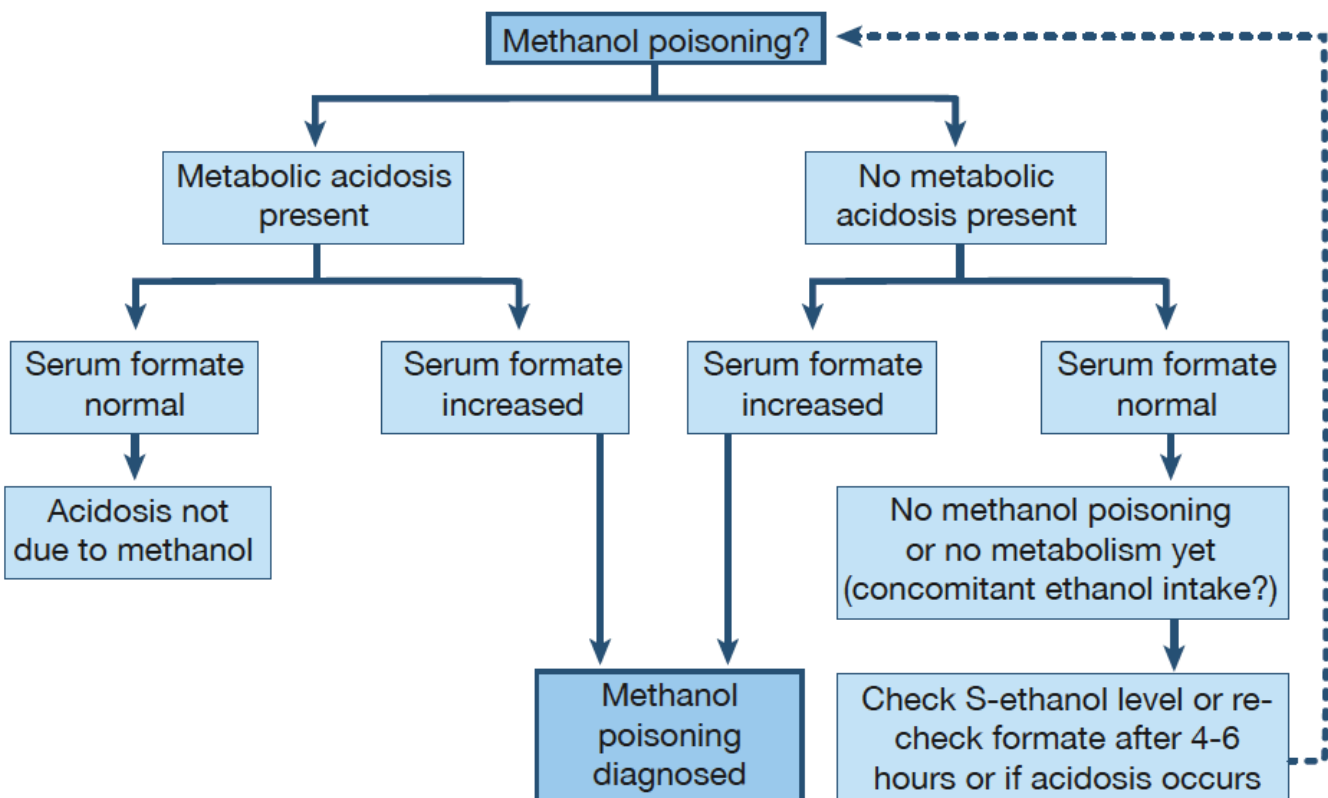 Methanol poisoning?
Metabolic acidosis
present
No metabolic
acidosis present
Serum formate
normal
Serum formate
increased
Serum formate
increased
Serum formate
normal
Acidosis not
due to methanol
No methanol poisoning
or no metabolism yet
(concomitant ethanol intake?)
Methanol
poisoning
diagnosed
Check S-ethanol level or re-
check formate after 4-6
hours or if acidosis occurs